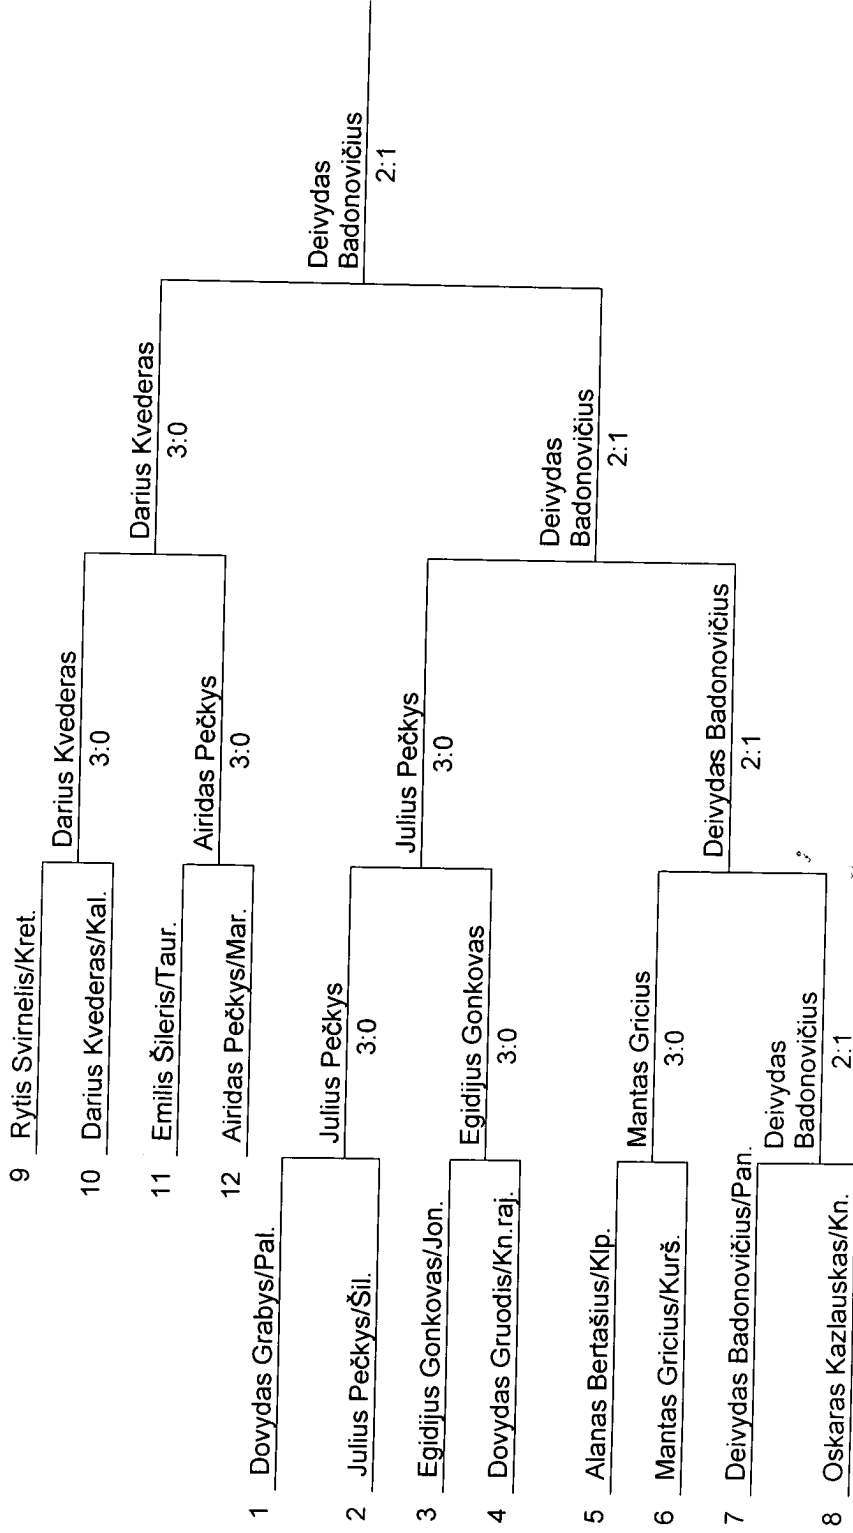 9 Rytis Svirnelis/Kret.
10 Darius Kvederas/Kal.
11 Emilis Šileris/Taur.
12 Airidas Pečkys/Mar.
1 Dovydas Grabys/Pal.
2 Julius Pečkys/Šil.
3 Egidijus Gonkovas/Jon.
4 Dovydas Gruodis/Kn.raj.
5 Alanas Bertašius/Klp.
6 Mantas Gricius/Kurš.
7 Deivydas Badonovičius/Pan.
8 Oskaras Kazlauskas/Kn.
Julius Pečkys
3:0
Egidijus Gonkovas
3:0
Mantas Gricius
3:0
Deivydas
Badonovičius
2:1
Darius Kvederas
3:0
Airidas Pečkys
3:0
Julius Pečkys
3:0
Deivydas Badonovičius
2:1
Darius Kvederas
3:0
Deivydas
Badonovičius
2:1
Deivydas
Badonovičius
2:1